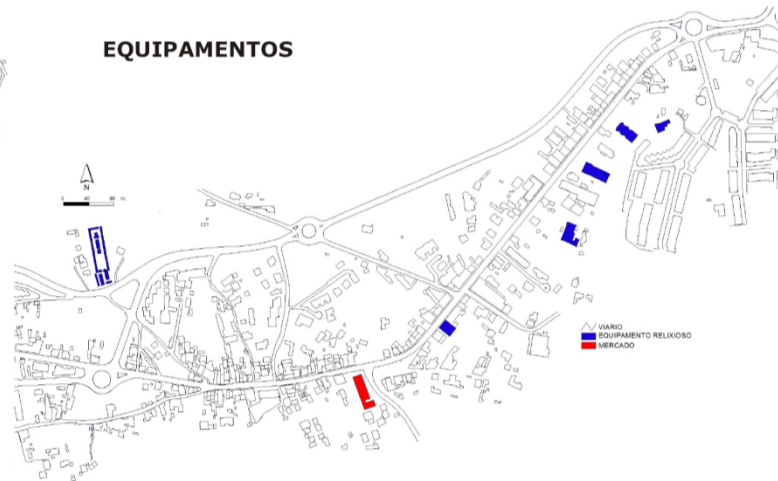 EQUIPAMENTOS
N
VIARIO
EQUIPAMENTO RELIXIOSO
MERCADO